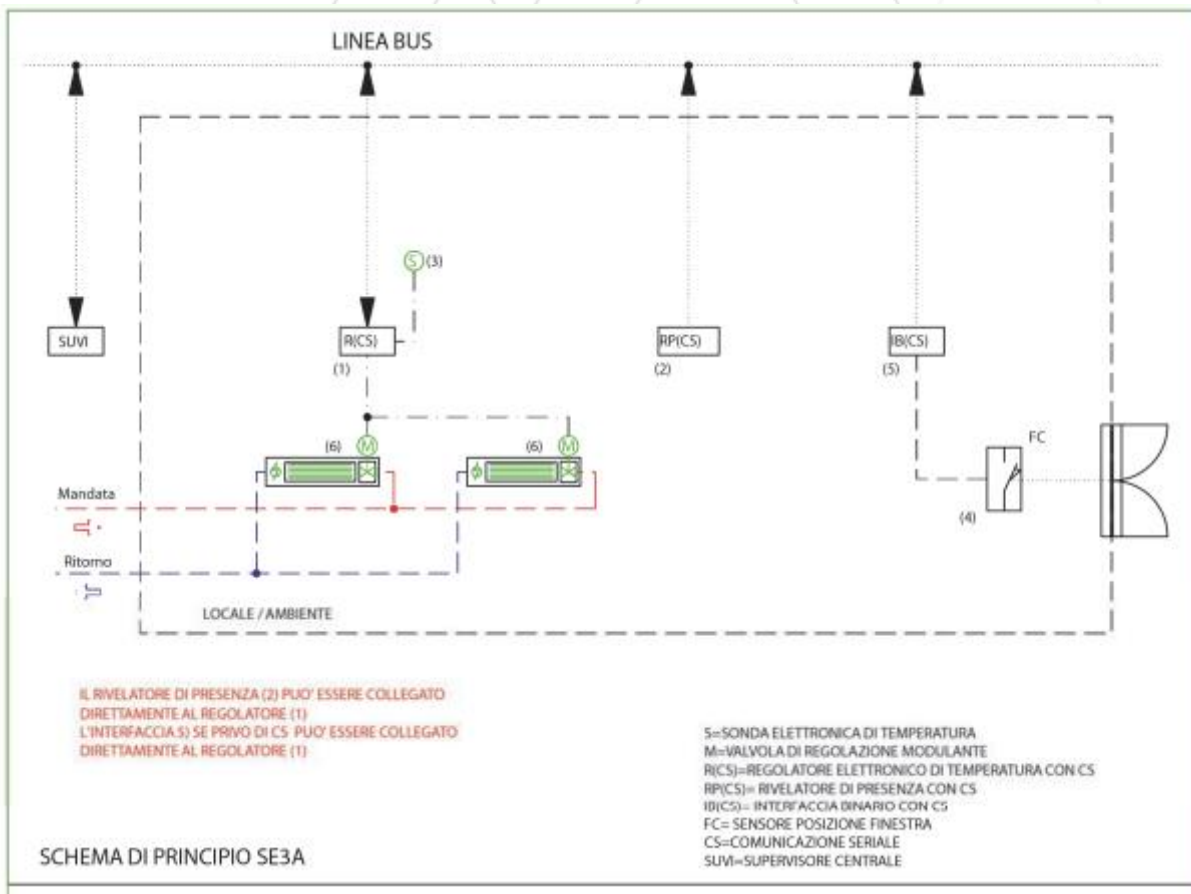 LINEA BUS
S (3)
SUVI
R(CS)
RP(CS)
IB(CS)
(1)
(2)
(5)
(6) M
(6) M
FC
(4)
Mandata
Ritorno
LOCALE / AMBIENTE
IL RIVELATORE DI PRESENZA (2) PUO' ESSERE COLLEGATO
DIRETTAMENTE AL REGOLATORE (1)
L'INTERFACCIA 5) SE PRIVO DI CS PUO' ESSERE COLLEGATO
DIRETTAMENTE AL REGOLATORE (1)
S=SONDA ELETTRONICA DI TEMPERATURA
M=VALVOLA DI REGOLAZIONE MODULANTE
R(CS)=REGOLATORE ELETTRONICO DI TEMPERATURA CON CS
RP(CS)= RIVELATORE DI PRESENZA CON CS
IB(CS)= INTERFACCIA BINARIO CON CS
FC= SENSORE POSIZIONE FINESTRA
CS=COMUNICAZIONE SERIALE
SUVI=SUPERVISORE CENTRALE
SCHEMA DI PRINCIPIO SE3A